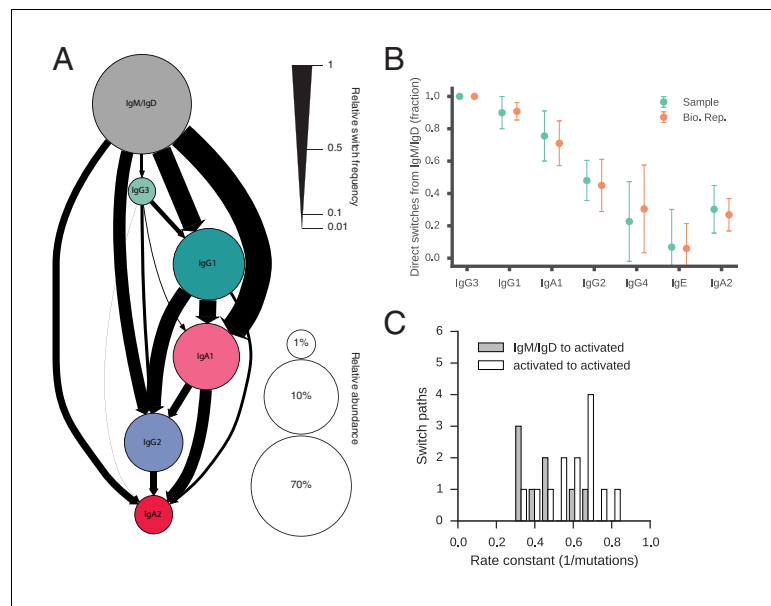 A
IgM/IgD
IgG3
IgG1
IgA1
IgG2
IgA2
1
0.5
0.1
0.01
Relative switch frequency
1%
10%
70%
Relative abundance
B
Direct switches from IgM/IgD (fraction)
1.0
0.8
0.6
0.4
0.2
0.0
Sample
Bio. Rep.
IgG3 IgG1 IgA1 IgG2 IgG4 IgE IgA2
C
Switch paths
6
5
4
3
2
1
0
IgM/IgD to activated
activated to activated
0.0 0.2 0.4 0.6 0.8 1.0
Rate constant (1/mutations)